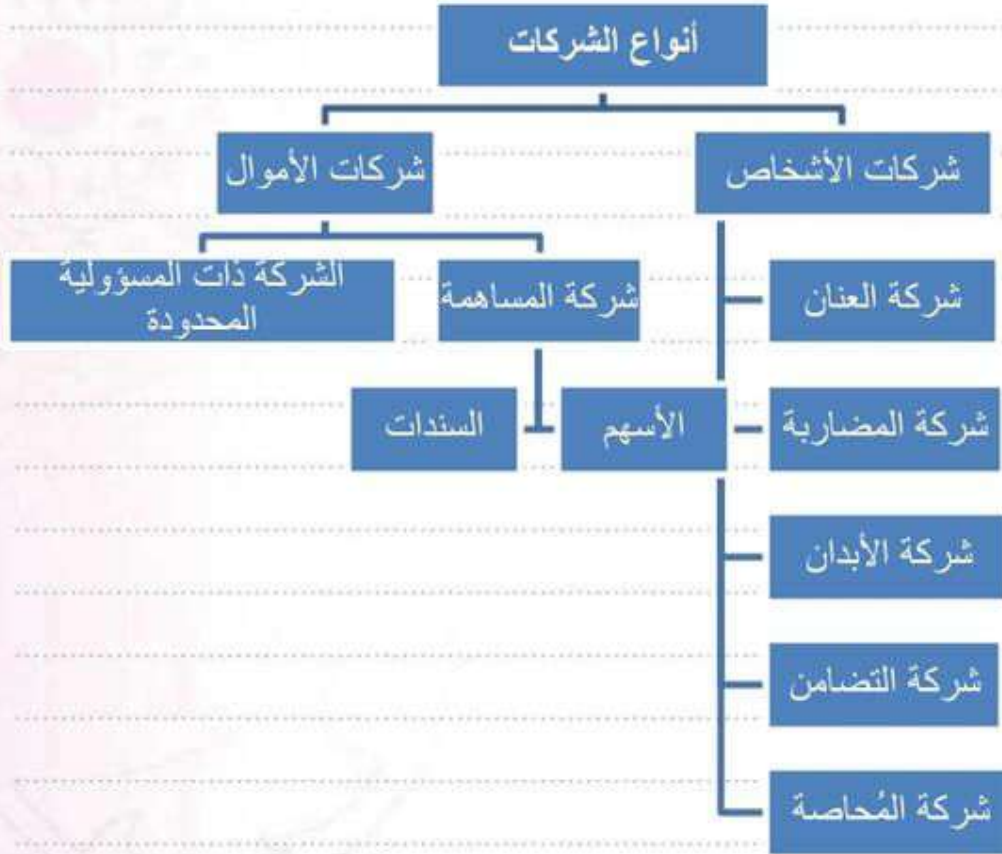 أنواع الشركات
شركات الأشخاص
شركات الأموال
شركة العنان
شركة المساهمة
الشركة ذات المسؤولية
المحدودة
شركة المضاربة
الأسهم
السندات
شركة الأبدان
شركة التضامن
شركة المُحاصة